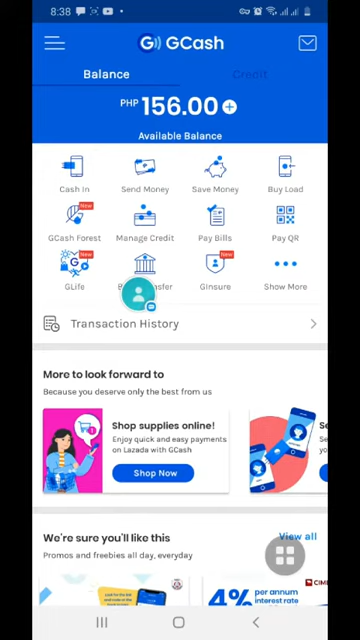 8:38
GCash
Balance
Credit
PHP 156.00
Available Balance
Cash In
Send Money
Save Money
Buy Load
New
New
GCash Forest
Manage Credit
Pay Bills
Pay QR
New
New
GLife
GInsure
Show More
Transaction History
More to look forward to
Because you deserve only the best from us
Shop supplies online!
Enjoy quick and easy payments
on Lazada with GCash
Shop Now
We're sure you'll like this
View all
Promos and freebies all day, everyday
4%
per annum
interest rate
CIM